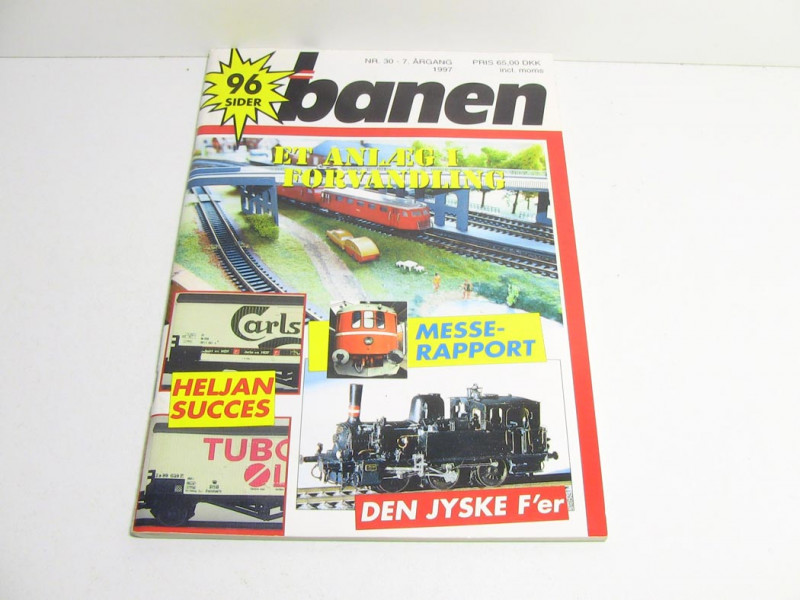 96
SIDER
banen
NR. 30 - 7. ÅRGANG
1997
PRIS 65,00 DKK
incl. moms
ET ANLÆG I
FORVANDLING
Carls
HELJAN
SUCCES
TUBO
ØL
MESSE-
RAPPORT
DEN JYSKE F'er